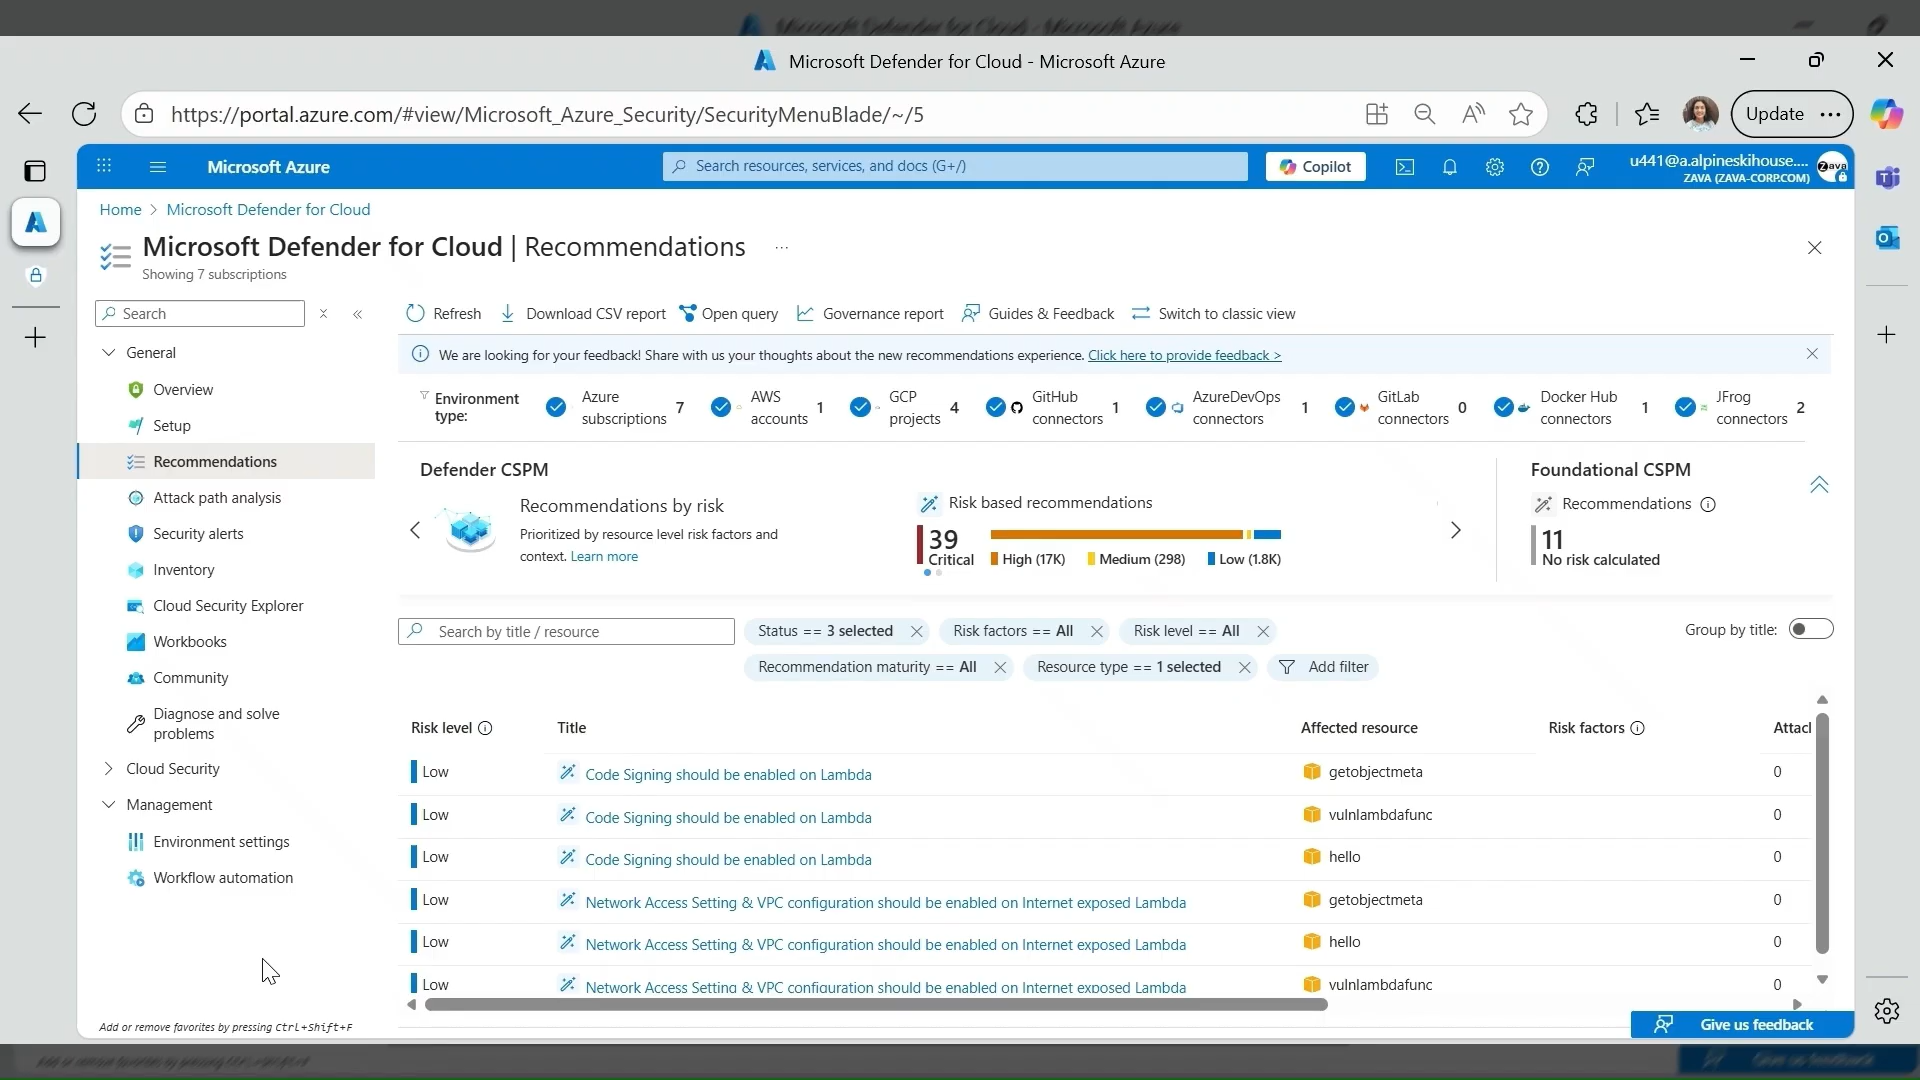 Microsoft Defender for Cloud - Microsoft Azure
https://portal.azure.com/#view/Microsoft_Azure_Security/SecurityMenuBlade/~/5
Update
Microsoft Azure
Search resources, services, and docs (G+/)
Copilot
u441@a.alpineskihouse....
ZAVA (ZAVA-CORP.COM)
Zava
Home > Microsoft Defender for Cloud
Microsoft Defender for Cloud | Recommendations ...
Showing 7 subscriptions
Search
General
Overview
Setup
Recommendations
Attack path analysis
Security alerts
Inventory
Cloud Security Explorer
Workbooks
Community
Diagnose and solve
problems
Cloud Security
Management
Environment settings
Workflow automation
Add or remove favorites by pressing Ctrl+Shift+F
Refresh
Download CSV report
Open query
Governance report
Guides & Feedback
Switch to classic view
We are looking for your feedback! Share with us your thoughts about the new recommendations experience. Click here to provide feedback >
Environment
type:
Azure
subscriptions 7
AWS
accounts 1
GCP
projects 4
GitHub
connectors 1
AzureDevOps
connectors 1
GitLab
connectors 0
Docker Hub
connectors 1
JFrog
connectors 2
Defender CSPM
Recommendations by risk
Prioritized by resource level risk factors and
context. Learn more
Risk based recommendations
39
Critical
High (17K)
Medium (298)
Low (1.8K)
Foundational CSPM
Recommendations
11
No risk calculated
Search by title / resource
Status == 3 selected
Risk factors == All
Risk level == All
Group by title:
Recommendation maturity == All
Resource type == 1 selected
Add filter
Risk level Title Affected resource Risk factors Attacl
Low Code Signing should be enabled on Lambda getobjectmeta 0
Low Code Signing should be enabled on Lambda vulnlambdafunc 0
Low Code Signing should be enabled on Lambda hello 0
Low Network Access Setting & VPC configuration should be enabled on Internet exposed Lambda getobjectmeta 0
Low Network Access Setting & VPC configuration should be enabled on Internet exposed Lambda hello 0
Low Network Access Setting & VPC configuration should be enabled on Internet exposed Lambda vulnlambdafunc 0
Give us feedback